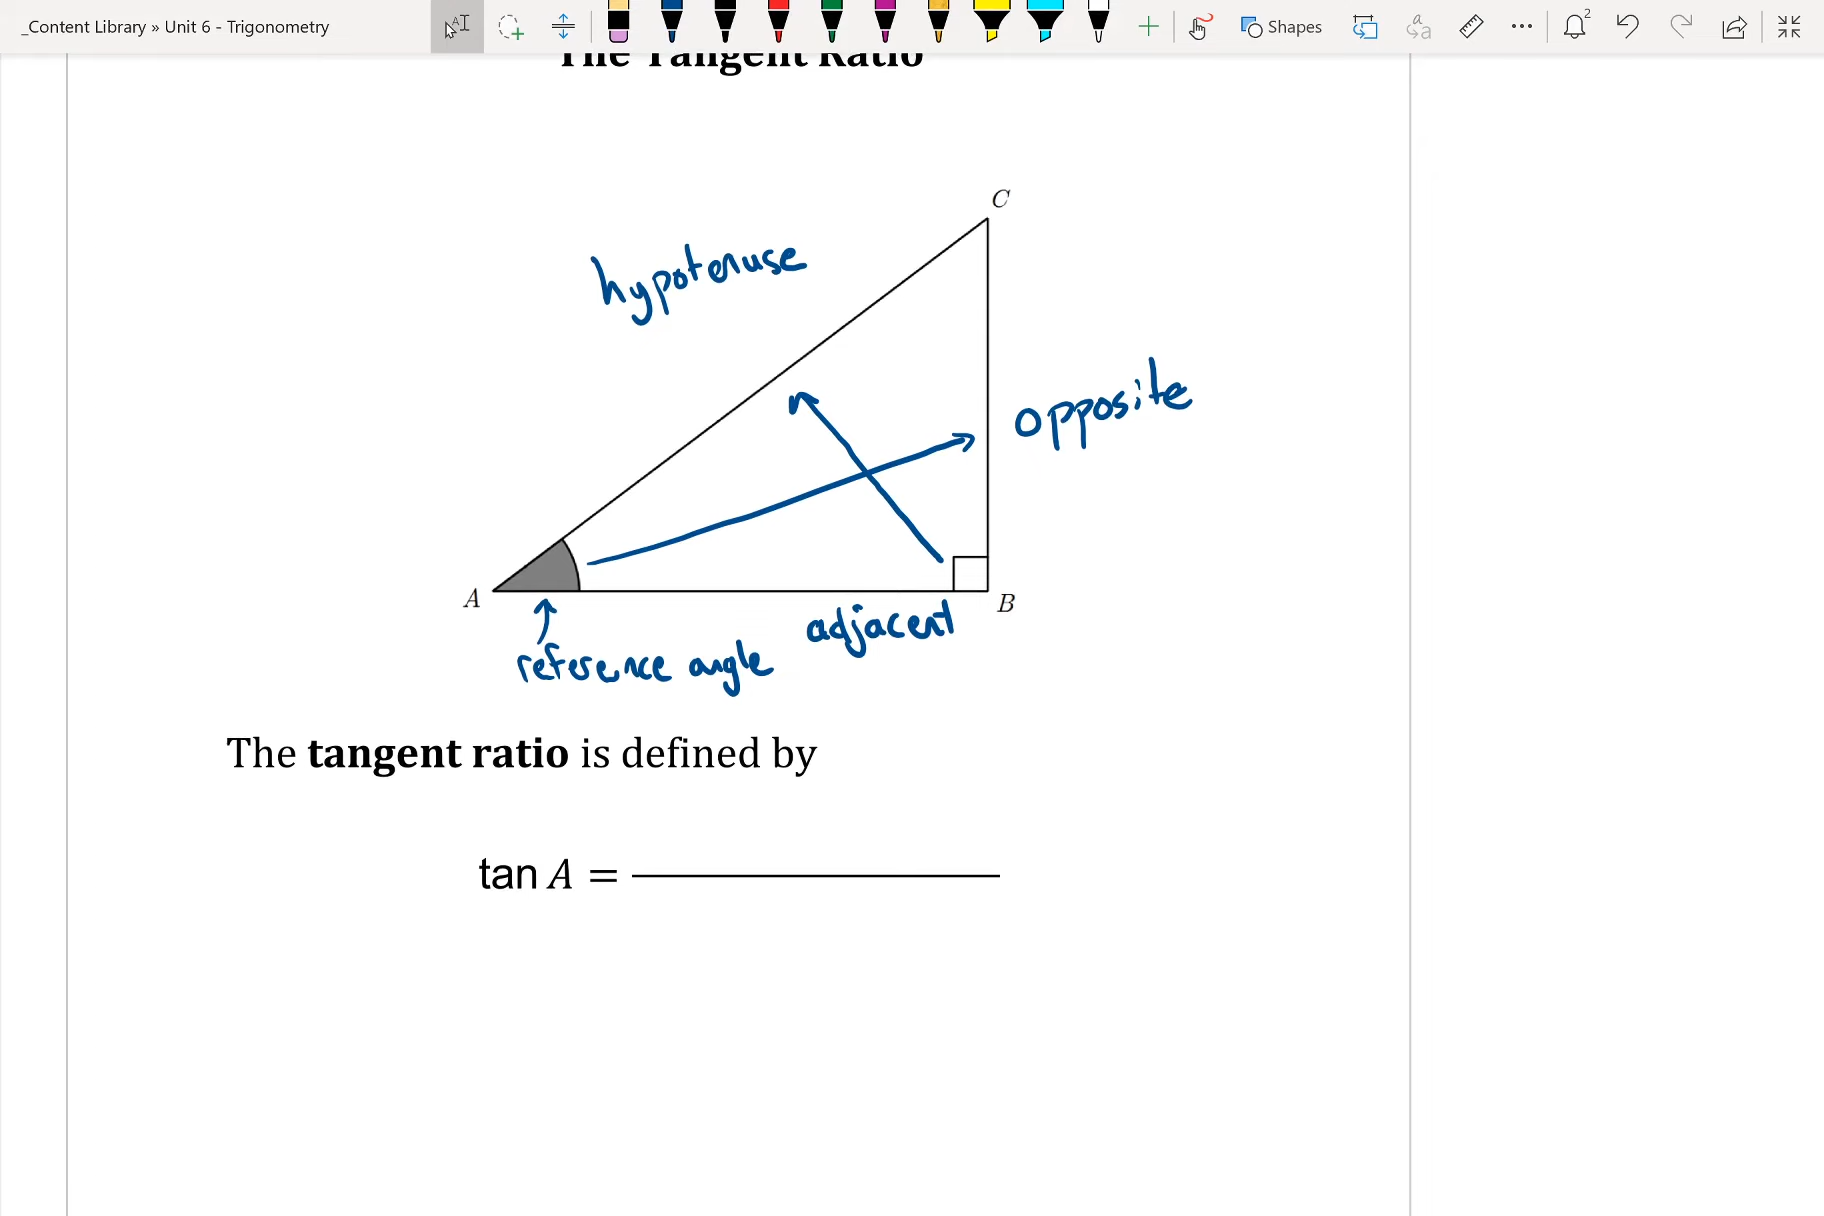 _Content Library » Unit 6 - Trigonometry
Shapes
2
The Tangent Ratio
C
hypotenuse
opposite
A
B
adjacent
reference angle
The tangent ratio is defined by
tan A =